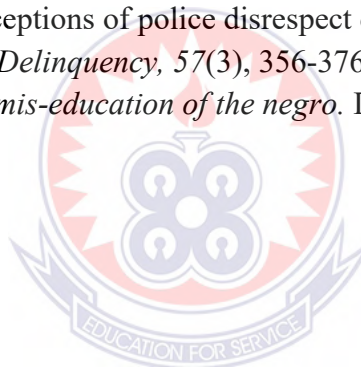 ceptions of police disrespect
Delinquency, 57(3), 356-376
mis-education of the negro.
EDUCATION FOR SERVICE